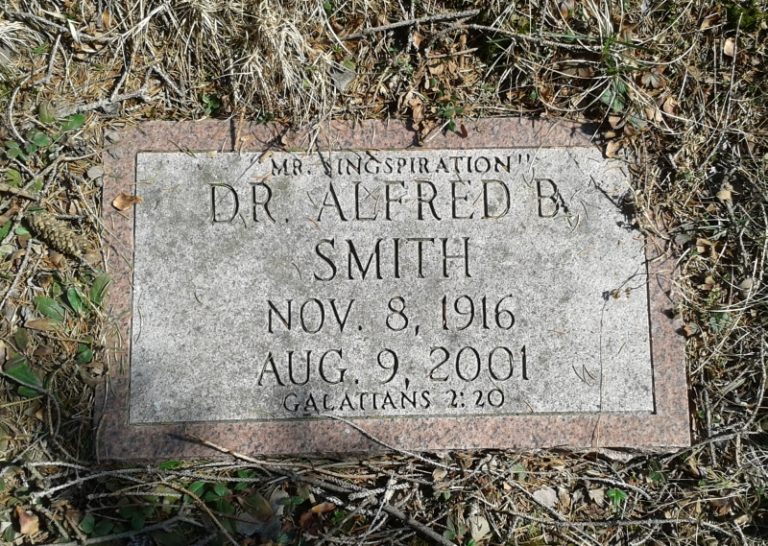 "MR. SINGSPIRATION"
DR. ALFRED B.
SMITH
NOV. 8, 1916
AUG. 9, 2001
GALATIANS 2:20